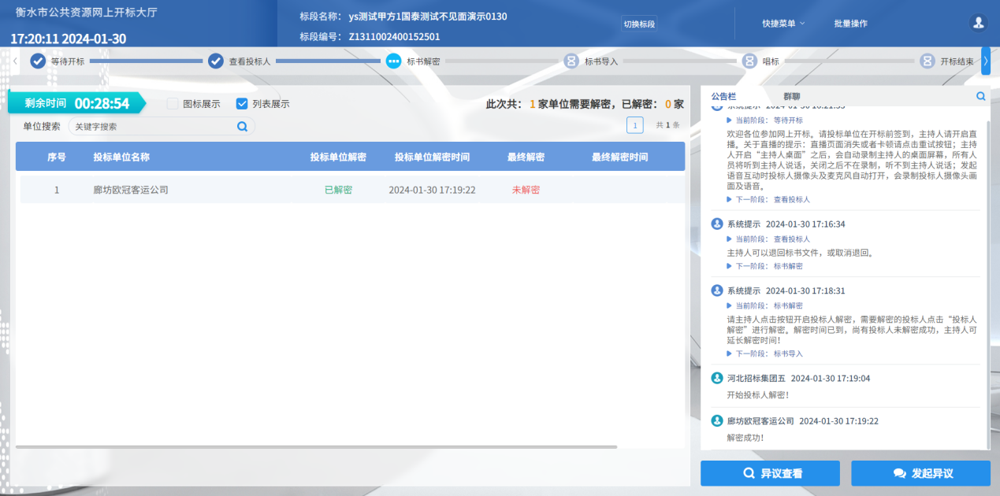 衡水市公共资源网上开标大厅
17:20:11 2024-01-30
标段名称： ys测试甲方1国泰测试不见面演示0130
标段编号： Z1311002400152501
切换标段
快捷菜单
批量操作
等待开标
查看投标人
标书解密
标书导入
唱标
开标结束
剩余时间 00:28:54
图标展示
列表展示
此次共： 1 家单位需要解密，已解密： 0 家
单位搜索
关键字搜索
1
共 1 条
序号 投标单位名称 投标单位解密 投标单位解密时间 最终解密 最终解密时间
1 廊坊欧冠客运公司 已解密 2024-01-30 17:19:22 未解密
公告栏
群聊
系统提示 2024-01-30 16:21:53
当前阶段： 等待开标
欢迎各位参加网上开标。请投标单位在开标前签到，主持人请开启直
播。关于直播的提示：直播页面消失或者卡顿请点击重试按钮；主持
人开启“主持人桌面”之后，会自动录制主持人的桌面屏幕，所有人
员将听到主持人说话，关闭之后不在录制，听不到主持人说话；发起
语音互动时投标人摄像头及麦克风自动打开，会录制投标人摄像头画
面及语音。
下一阶段： 查看投标人
系统提示 2024-01-30 17:16:34
当前阶段： 查看投标人
主持人可以退回标书文件，或取消退回。
下一阶段： 标书解密
系统提示 2024-01-30 17:18:31
当前阶段： 标书解密
请主持人点击按钮开启投标人解密，需要解密的投标人点击“投标人
解密”进行解密。解密时间已到，尚有投标人未解密成功，主持人可
延长解密时间！
下一阶段： 标书导入
河北招标集团五 2024-01-30 17:19:04
开始投标人解密！
廊坊欧冠客运公司 2024-01-30 17:19:22
解密成功！
异议查看
发起异议